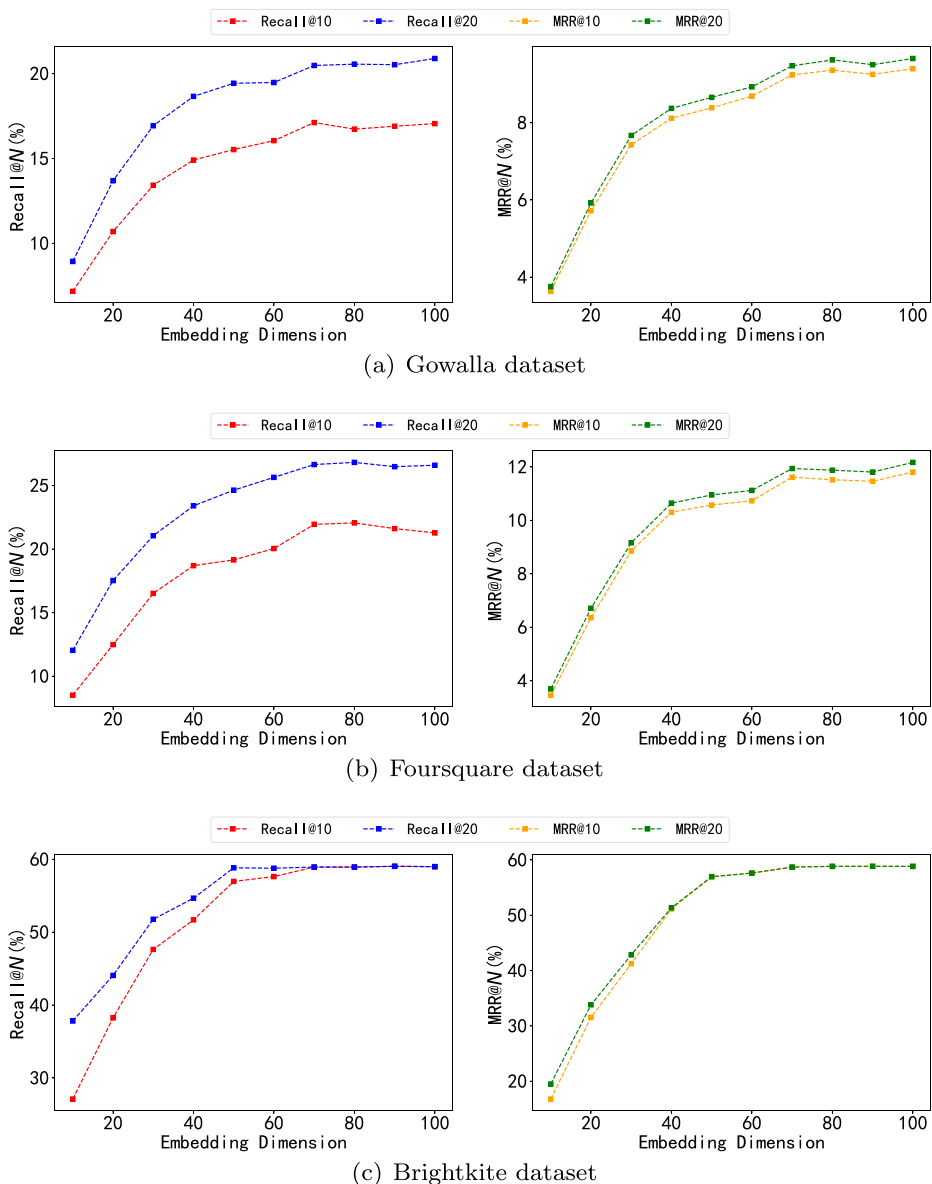 Recall@10 Recall@20 MRR@10 MRR@20
Recall@N(%)
20
15
10
20 40 60 80 100
Embedding Dimension
MRR@N(%)
8
6
4
20 40 60 80 100
Embedding Dimension
(a) Gowalla dataset
Recall@10 Recall@20 MRR@10 MRR@20
Recall@N(%)
25
20
15
10
20 40 60 80 100
Embedding Dimension
MRR@N(%)
12
10
8
6
4
20 40 60 80 100
Embedding Dimension
(b) Foursquare dataset
Recall@10 Recall@20 MRR@10 MRR@20
Recall@N(%)
60
50
40
30
20 40 60 80 100
Embedding Dimension
MRR@N(%)
60
50
40
30
20
20 40 60 80 100
Embedding Dimension
(c) Brightkite dataset